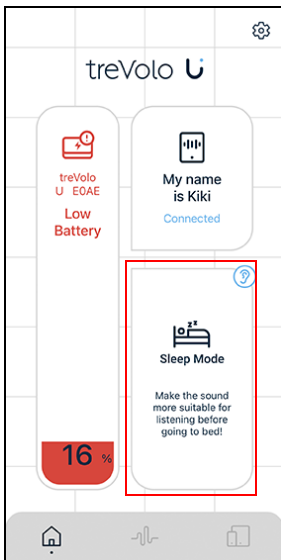 treVolo U
treVolo
U E0AE
Low
Battery
16 %
My name
is Kiki
Connected
zzz
Sleep Mode
Make the sound
more suitable for
listening before
going to bed!